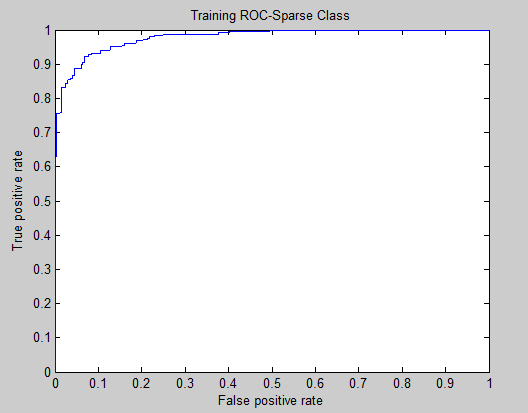 Training ROC-Sparse Class
1
0.9
0.8
0.7
0.6
0.5
0.4
0.3
0.2
0.1
0
True positive rate
0 0.1 0.2 0.3 0.4 0.5 0.6 0.7 0.8 0.9 1
False positive rate